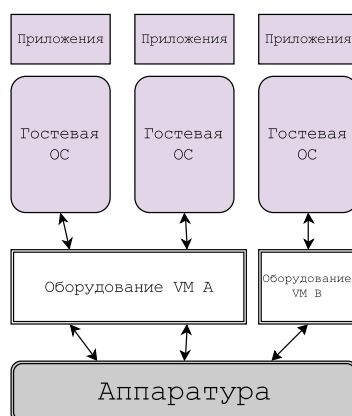 Приложения
Приложения
Приложения
Гостевая
ОС
Гостевая
ОС
Гостевая
ОС
Оборудование VM A
Оборудование
VM B
Аппаратура